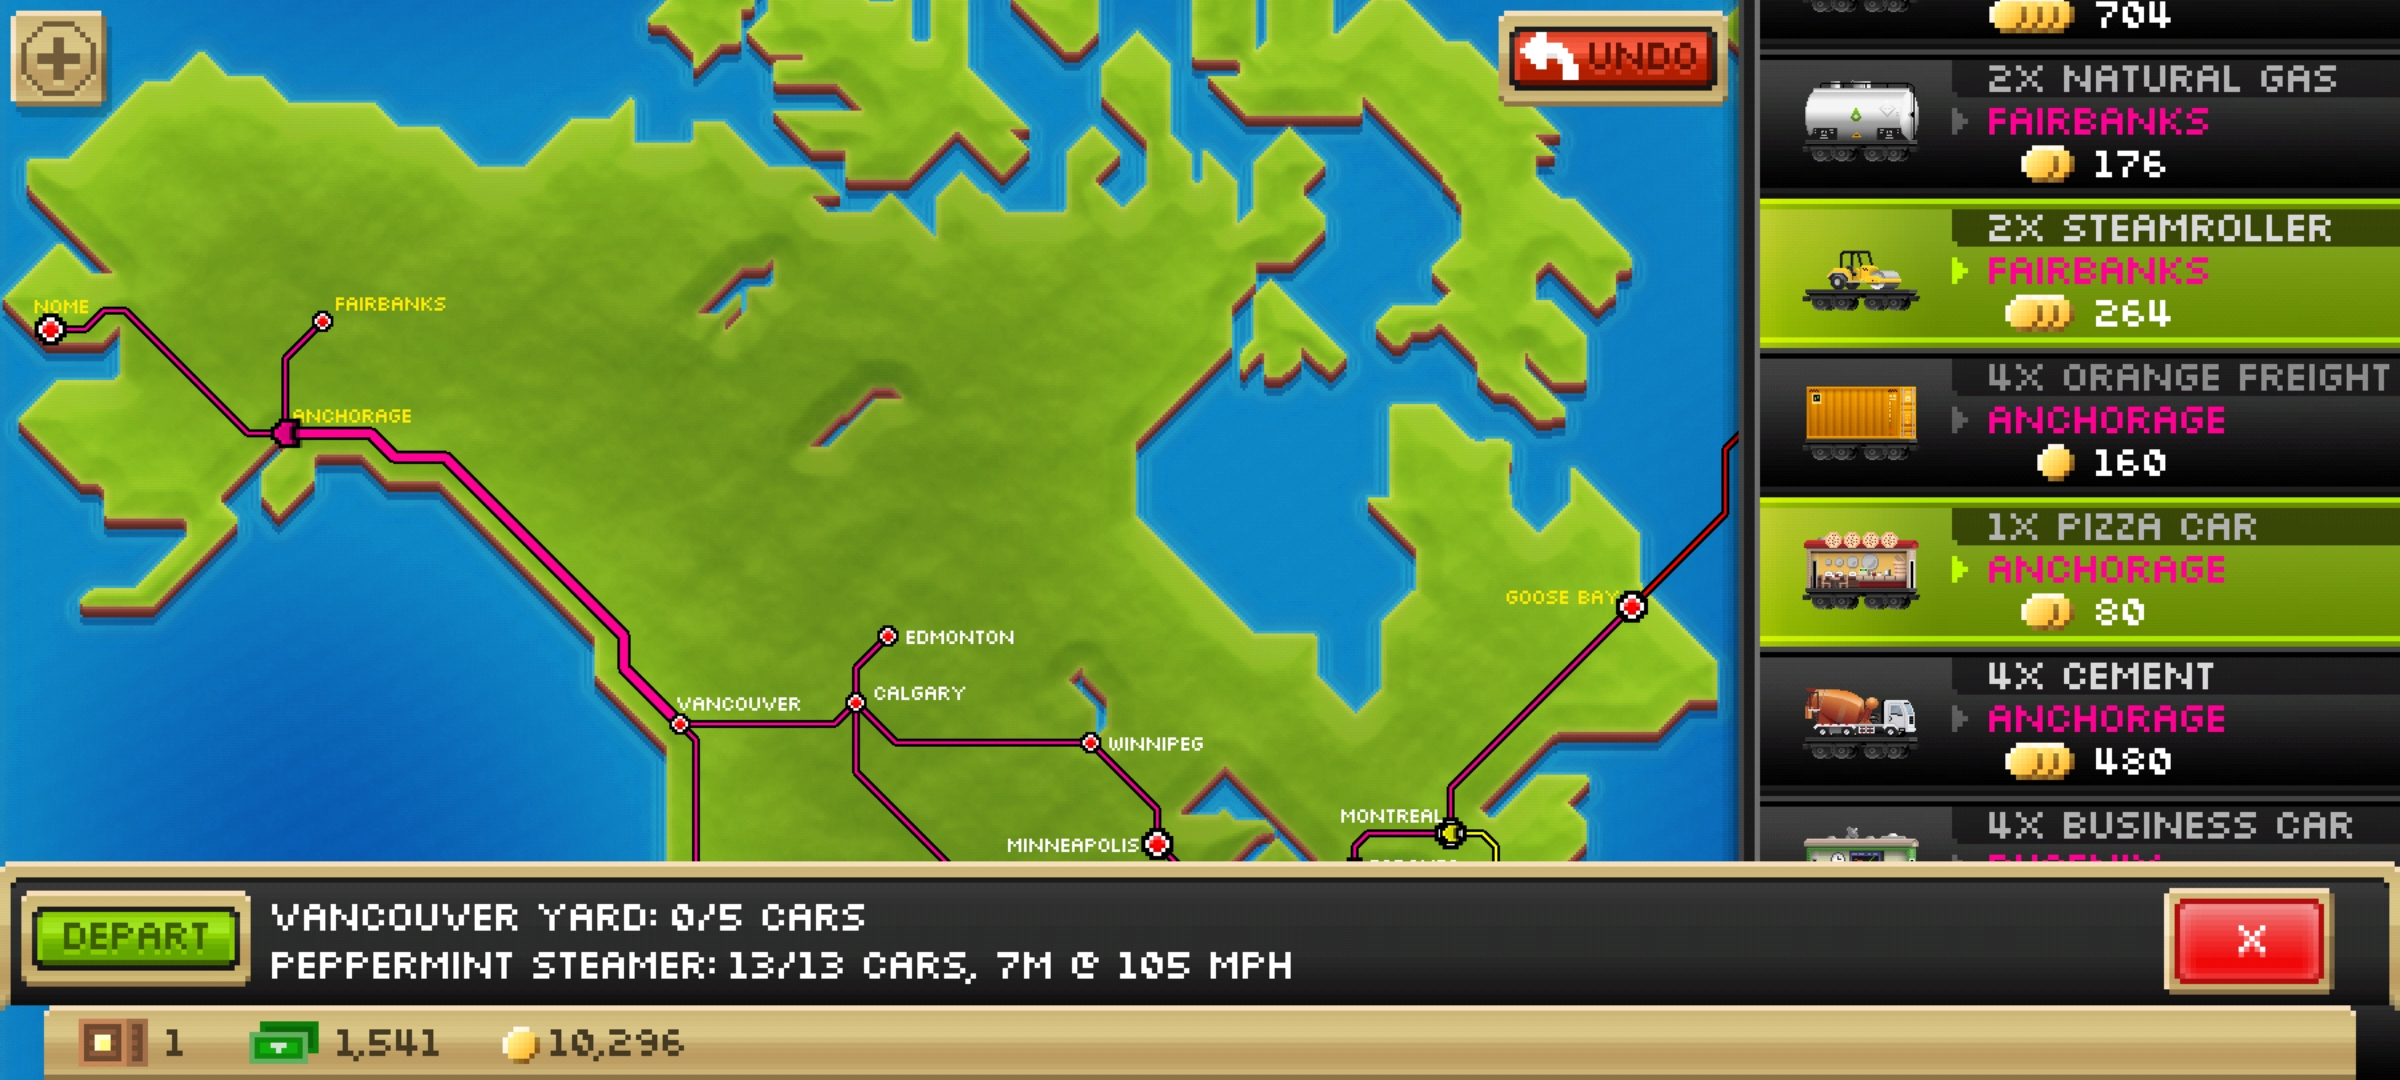 UNDO
NOME
FAIRBANKS
ANCHORAGE
GOOSE BAY
EDMONTON
CALGARY
VANCOUVER
WINNIPEG
MONTREAL
MINNEAPOLIS
704
2X NATURAL GAS
FAIRBANKS
176
2X STEAMROLLER
FAIRBANKS
264
4X ORANGE FREIGHT
ANCHORAGE
160
1X PIZZA CAR
ANCHORAGE
80
4X CEMENT
ANCHORAGE
480
4X BUSINESS CAR
PHOENIX
DEPART
VANCOUVER YARD: 0/5 CARS
PEPPERMINT STEAMER: 13/13 CARS, 7M @ 105 MPH
X
1
1,541
10,296